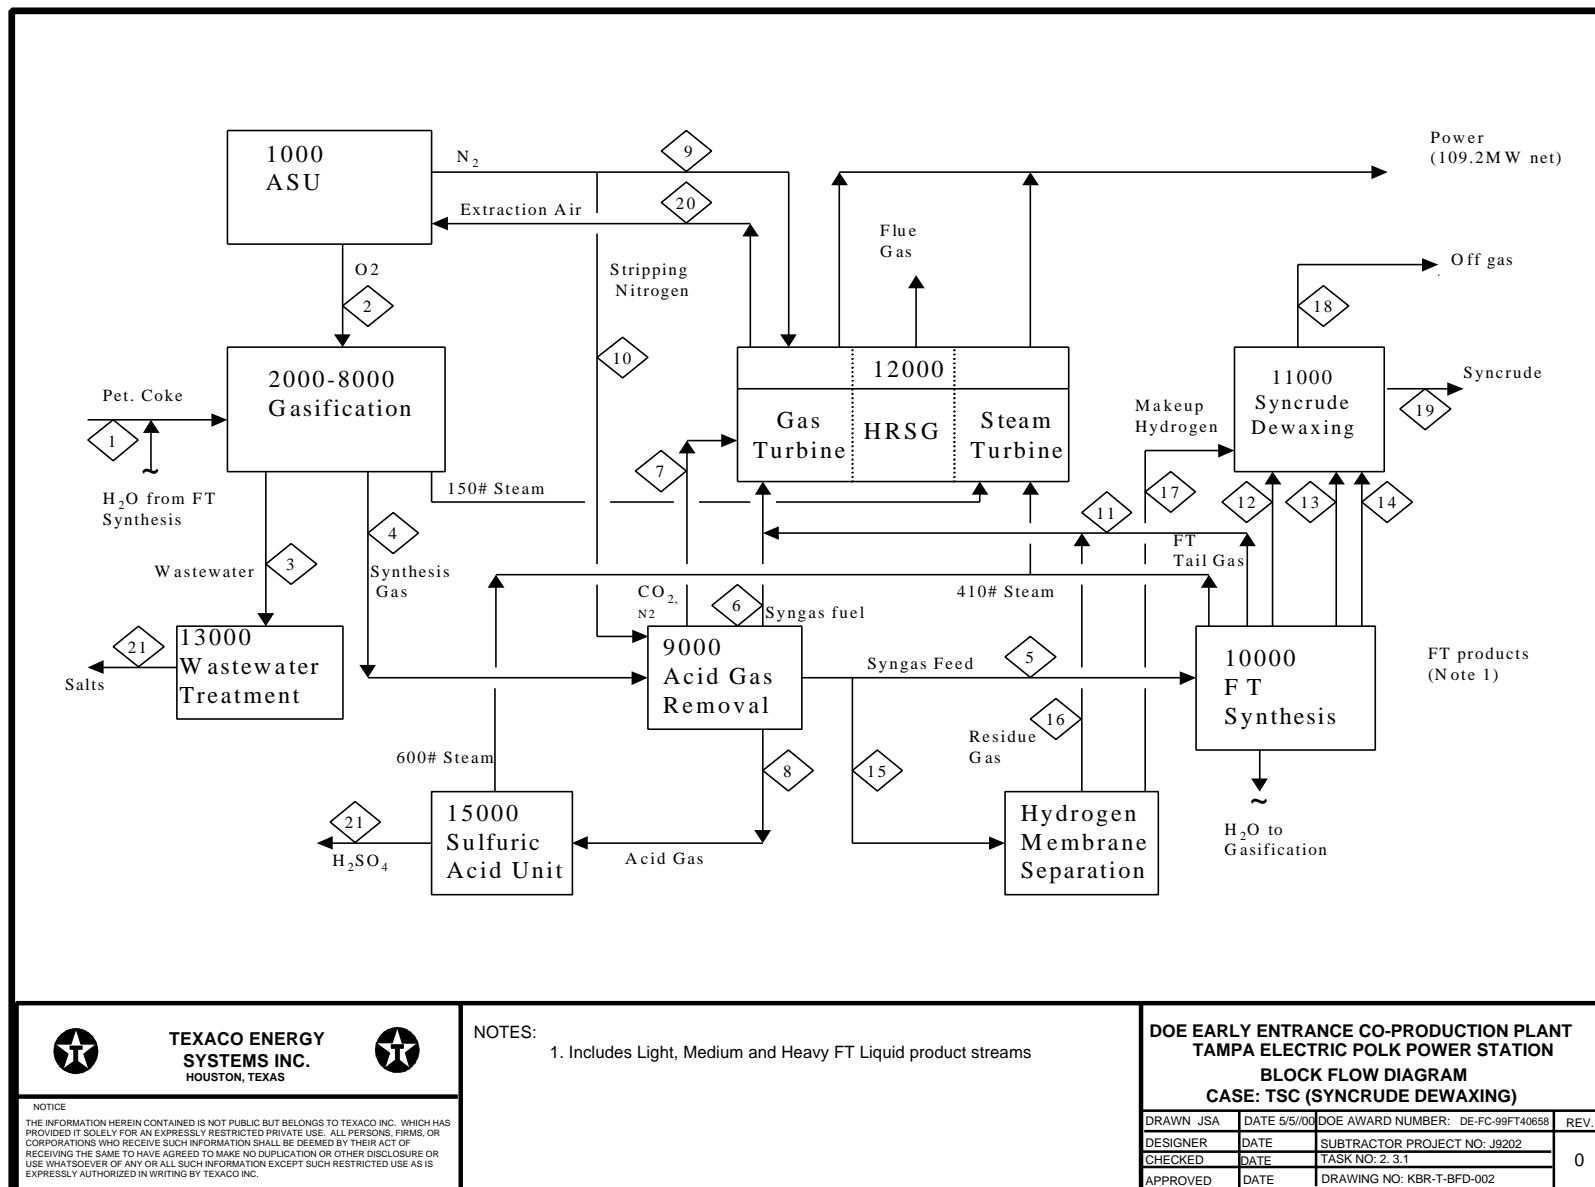 1000
ASU
N2
9
Power
(109.2MW net)
Extraction Air
20
Flue
Gas
O2
Stripping
Nitrogen
Off gas
2
18
10
2000-8000
Gasification
12000
11000
Syncrude
Dewaxing
Syncrude
19
Pet. Coke
1
Gas
Turbine
HRSG
Steam
Turbine
Makeup
Hydrogen
7
150# Steam
17
12
13
14
~
H2O from FT
Synthesis
4
11
FT
Tail Gas
Wastewater
3
Synthesis
Gas
CO2,
N2
6
Syngas fuel
410# Steam
21
13000
Wastewater
Treatment
Salts
9000
Acid Gas
Removal
Syngas Feed
5
10000
FT
Synthesis
FT products
(Note 1)
16
Residue
Gas
600# Steam
8
15
~
H2O to
Gasification
21
H2SO4
15000
Sulfuric
Acid Unit
Acid Gas
Hydrogen
Membrane
Separation
TEXACO ENERGY
SYSTEMS INC.
HOUSTON, TEXAS
NOTICE
THE INFORMATION HEREIN CONTAINED IS NOT PUBLIC BUT BELONGS TO TEXACO INC. WHICH HAS
PROVIDED IT SOLELY FOR AN EXPRESSLY RESTRICTED PRIVATE USE. ALL PERSONS, FIRMS, OR
CORPORATIONS WHO RECEIVE SUCH INFORMATION SHALL BE DEEMED BY THEIR ACT OF
RECEIVING THE SAME TO HAVE AGREED TO MAKE NO DUPLICATION OR OTHER DISCLOSURE OR
USE WHATSOEVER OF ANY OR ALL SUCH INFORMATION EXCEPT SUCH RESTRICTED USE AS IS
EXPRESSLY AUTHORIZED IN WRITING BY TEXACO INC.
NOTES:
1. Includes Light, Medium and Heavy FT Liquid product streams
DOE EARLY ENTRANCE CO-PRODUCTION PLANT
TAMPA ELECTRIC POLK POWER STATION
BLOCK FLOW DIAGRAM
CASE: TSC (SYNCRUDE DEWAXING)
DRAWN JSA DATE 5/5//00 DOE AWARD NUMBER: DE-FC-99FT40658 REV.
DESIGNER DATE SUBTRACTOR PROJECT NO: J9202
CHECKED DATE TASK NO: 2. 3.1 0
APPROVED DATE DRAWING NO: KBR-T-BFD-002